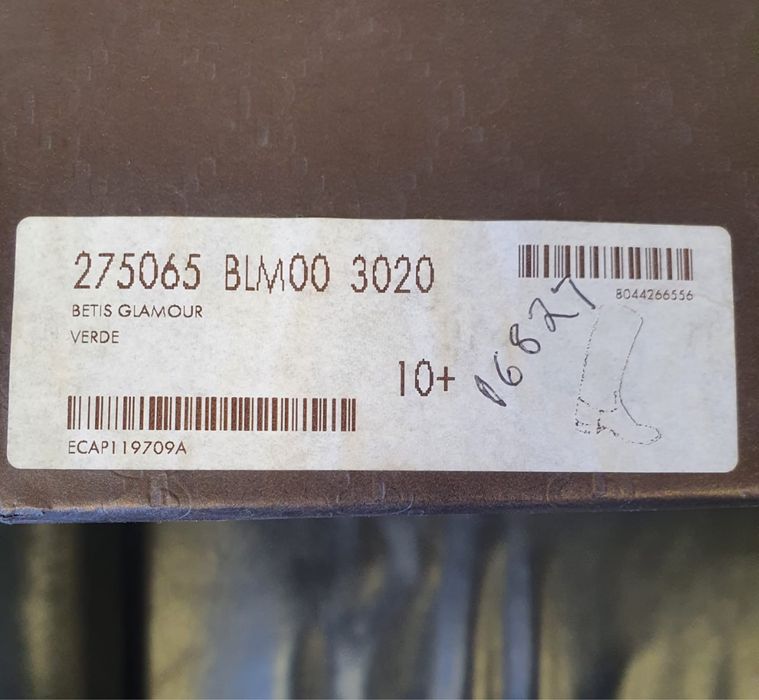 275065 BLM00 3020
8044266556
BETIS GLAMOUR
VERDE
10+
16827
ECAP119709A